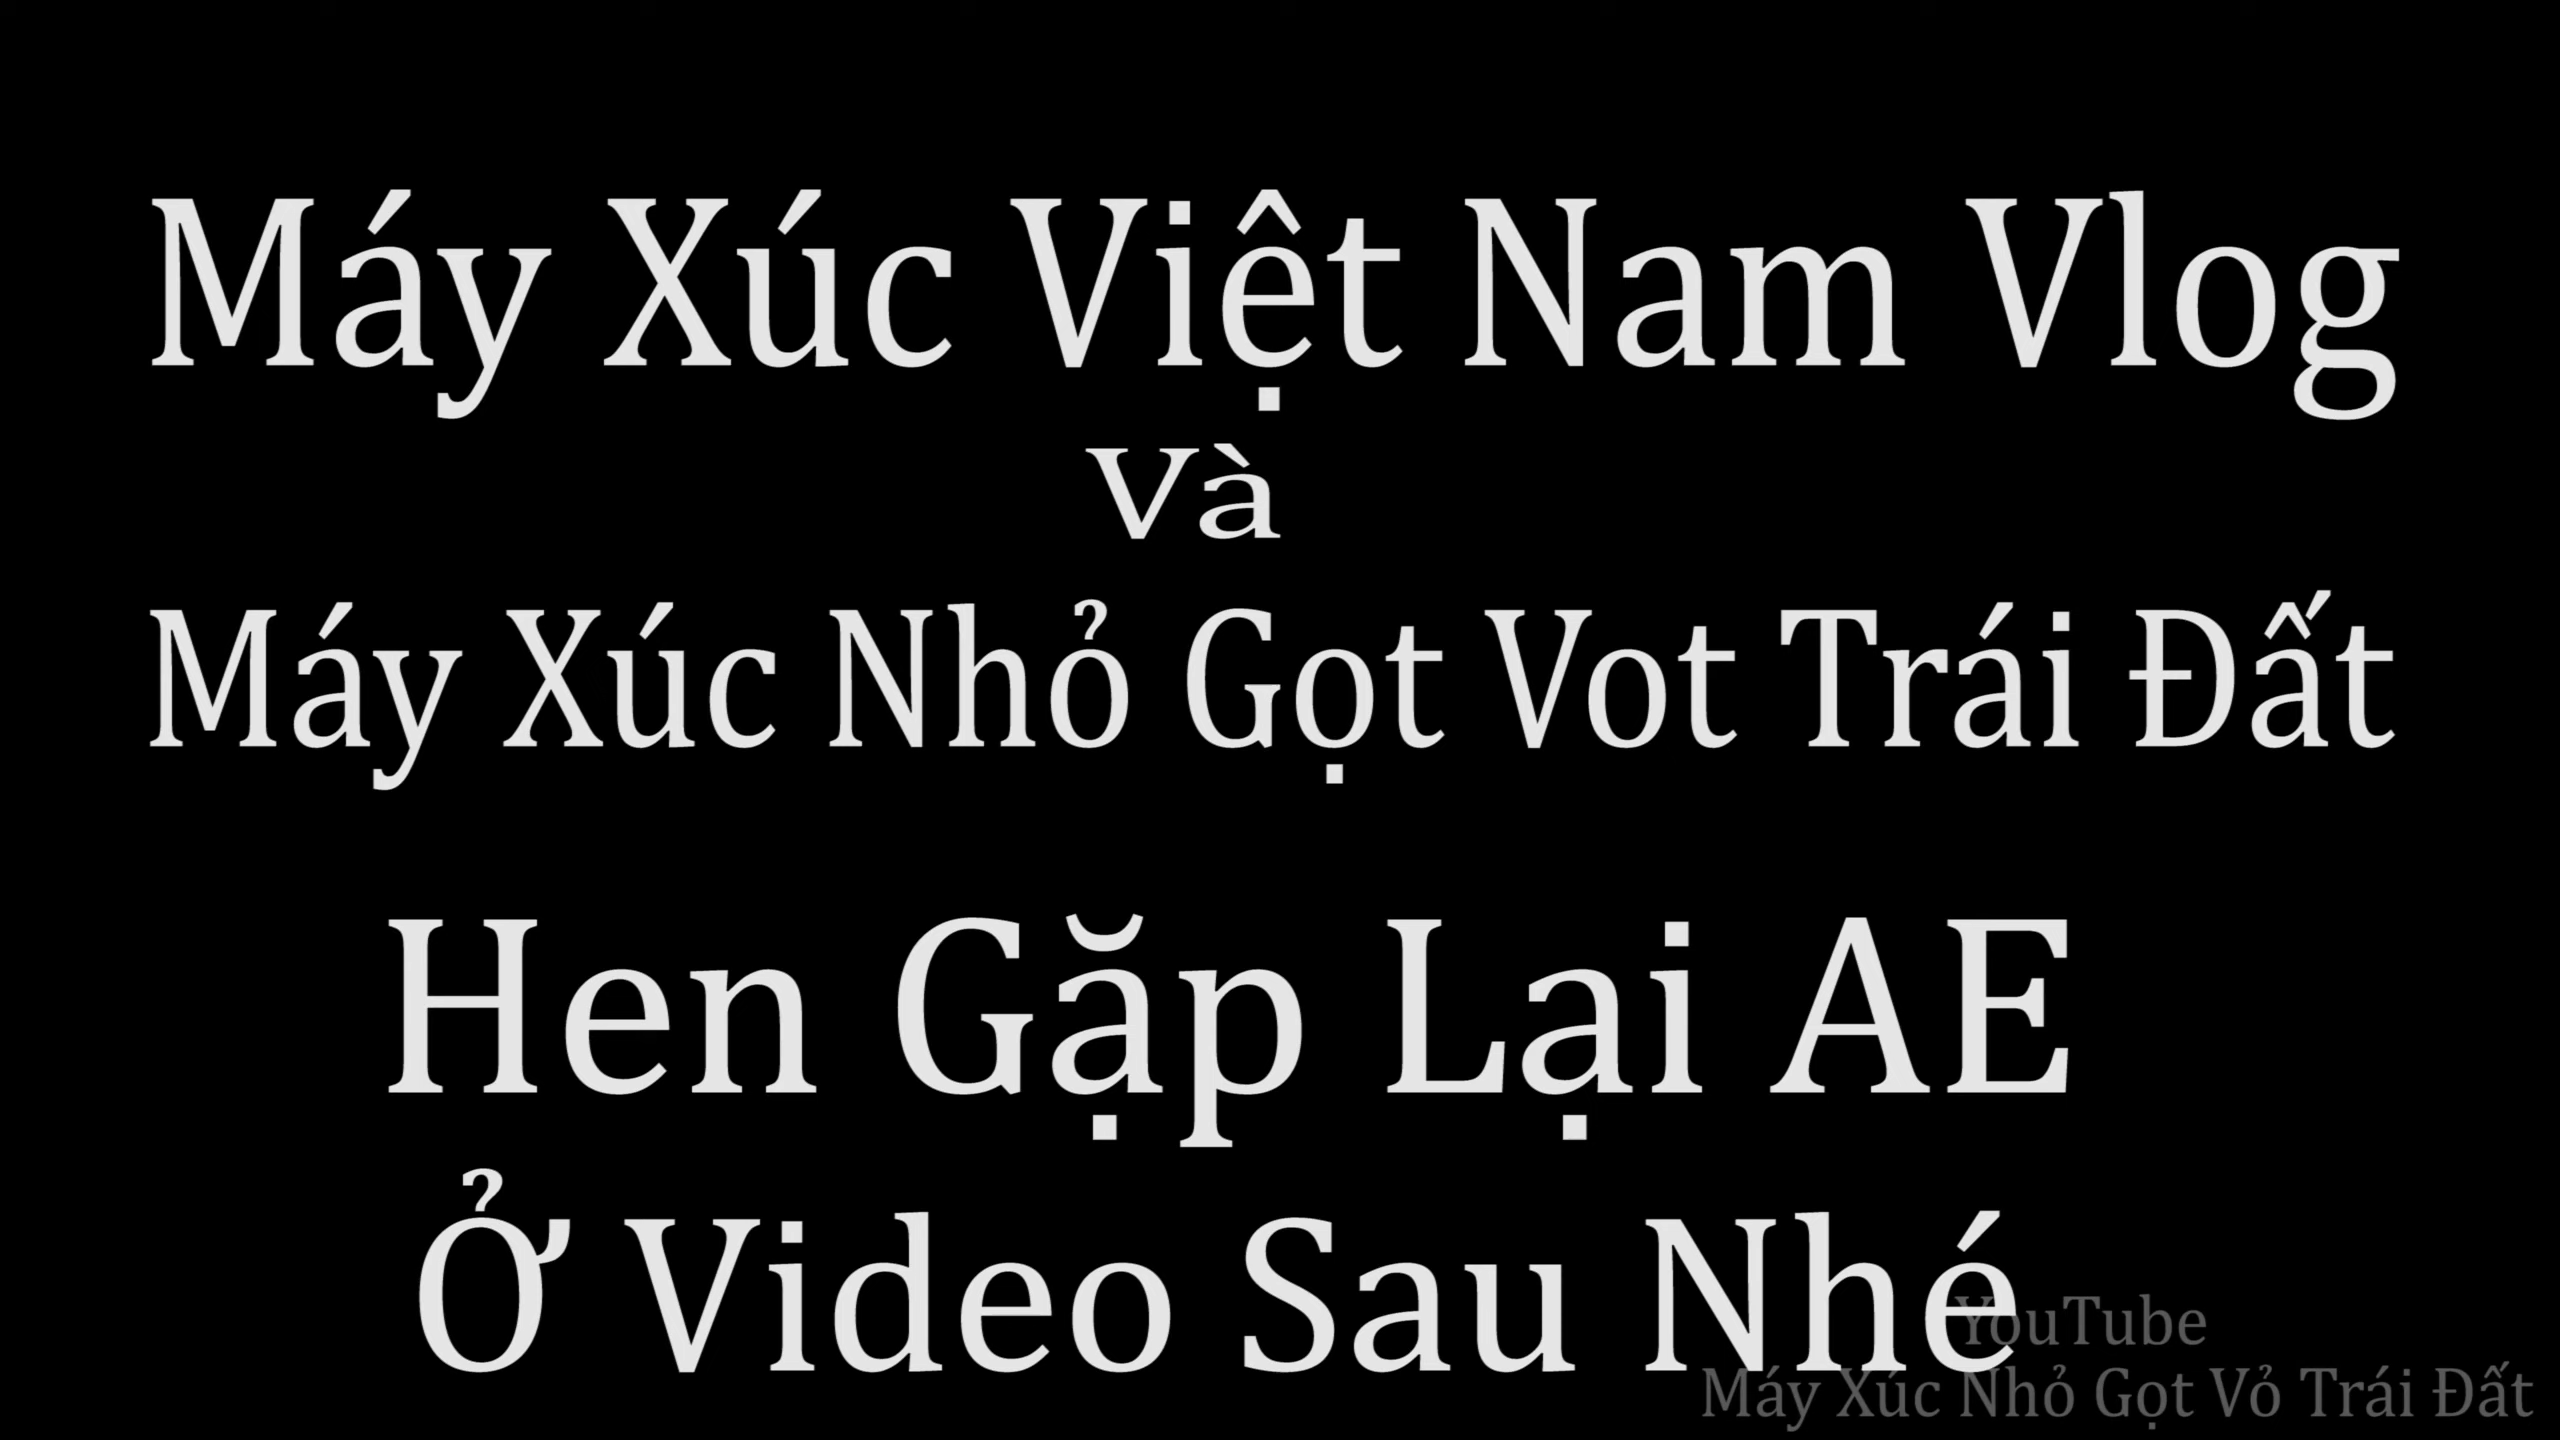 Máy Xúc Việt Nam Vlog
Và
Máy Xúc Nhỏ Gọt Vot Trái Đất
Hen Gặp Lại AE
Ở Video Sau Nhé
YouTube
Máy Xúc Nhỏ Gọt Vỏ Trái Đất